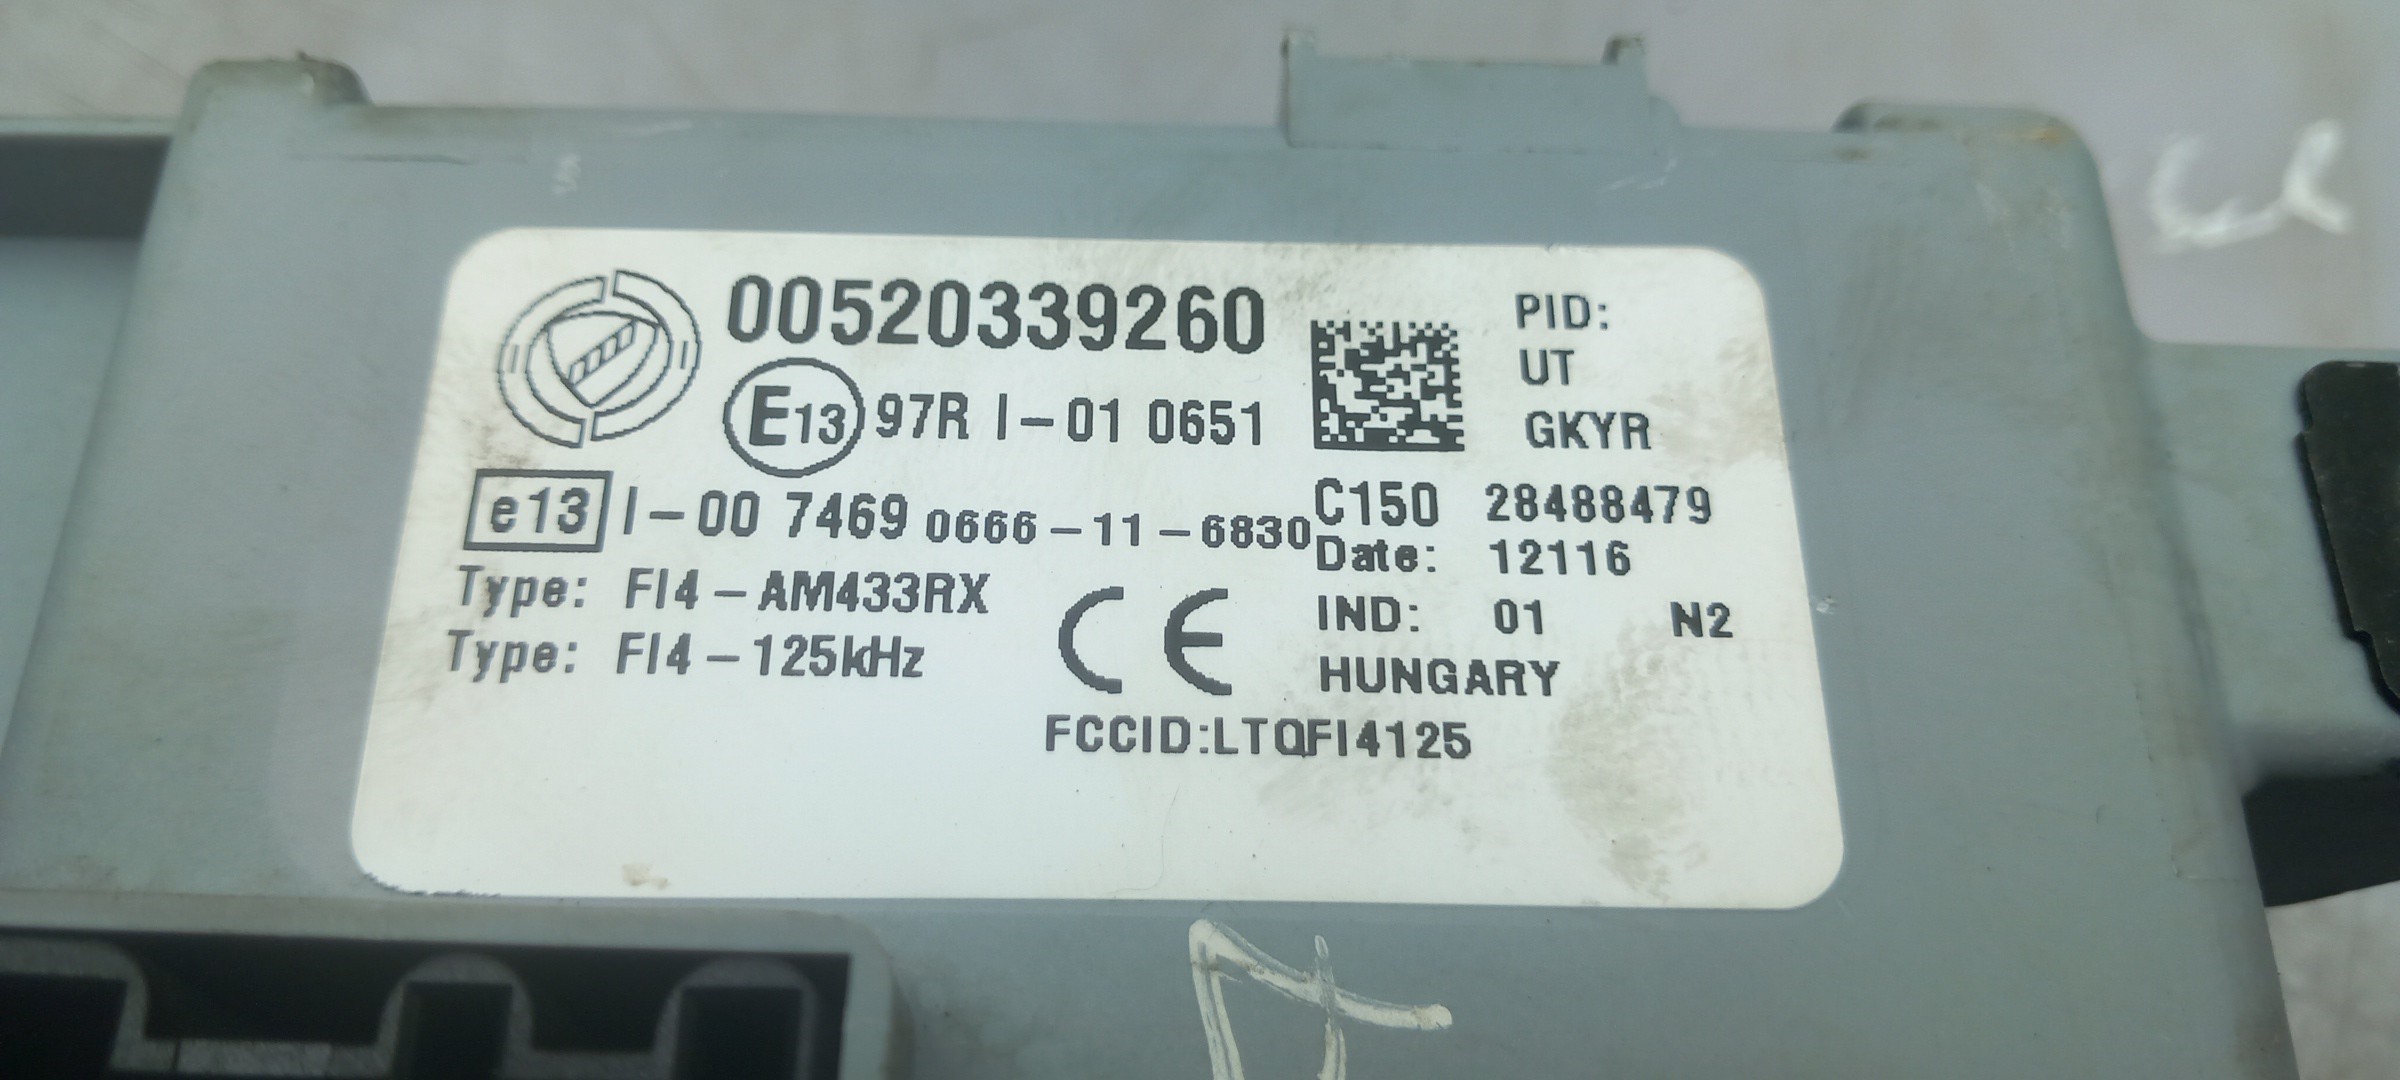 00520339260
E13 97R I-01 0651
e13 I-00 7469 0666-11-6830
Type: FI4-AM433RX
Type: FI4-125kHz
CE
PID:
UT
GKYR
C150 28488479
Date: 12116
IND: 01 N2
HUNGARY
FCCID:LTQFI4125